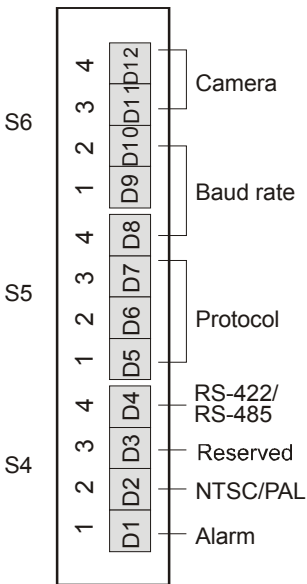 S6
4 D12
3 D11
2 D10
1 D9
Camera
Baud rate
S5
4 D8
3 D7
2 D6
1 D5
Protocol
S4
4 D4
3 D3
2 D2
1 D1
RS-422/
RS-485
Reserved
NTSC/PAL
Alarm